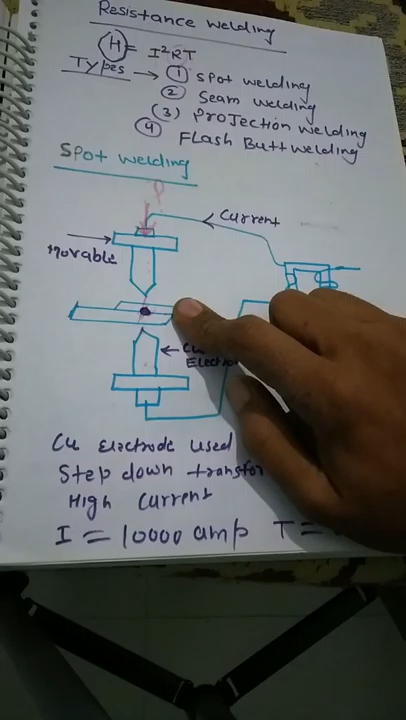 Resistance welding
H = I²RT
Types → ① Spot welding
② Seam welding
(3) Projection welding
④ Flash Butt welding
Spot welding
P
Current
Movable
Cu
Cu Electrode used
Step down
High Current
I = 10000 amp T =